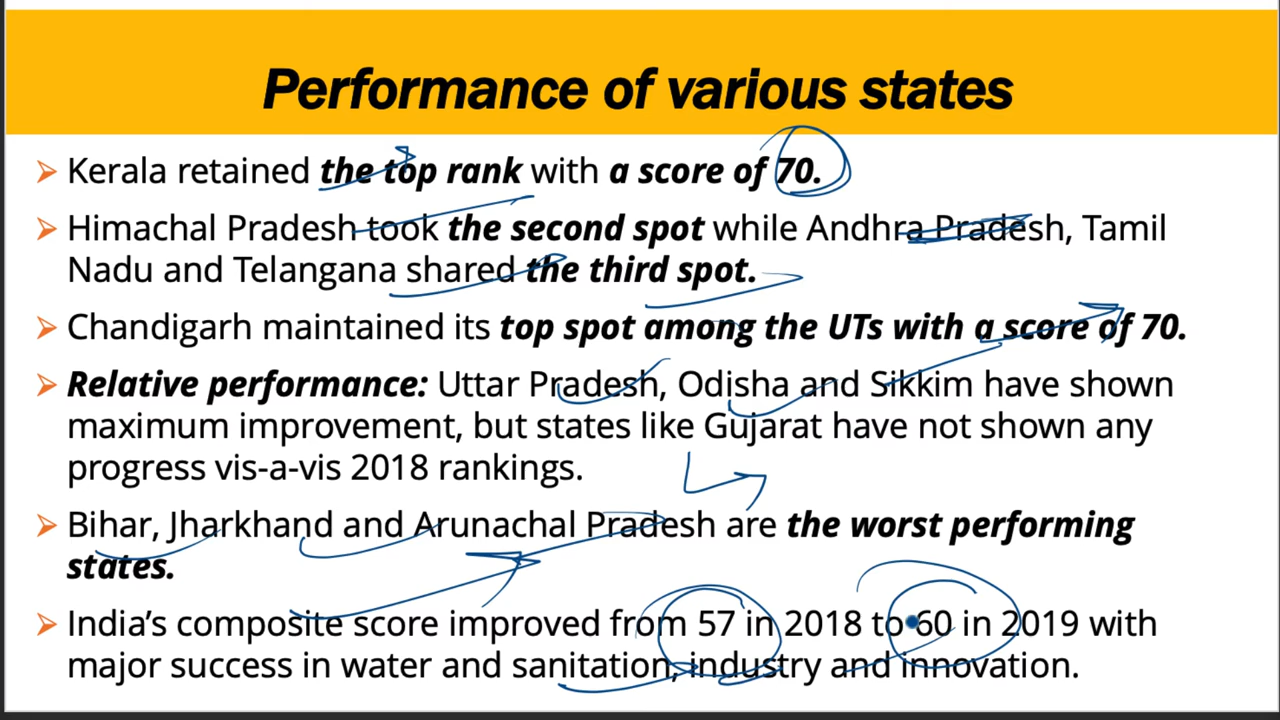 Performance of various states
➢ Kerala retained the top rank with a score of 70.
➢ Himachal Pradesh took the second spot while Andhra Pradesh, Tamil
Nadu and Telangana shared the third spot.
➢ Chandigarh maintained its top spot among the UTs with a score of 70.
➢ Relative performance: Uttar Pradesh, Odisha and Sikkim have shown
maximum improvement, but states like Gujarat have not shown any
progress vis-a-vis 2018 rankings.
➢ Bihar, Jharkhand and Arunachal Pradesh are the worst performing
states.
➢ India’s composite score improved from 57 in 2018 to 60 in 2019 with
major success in water and sanitation, industry and innovation.